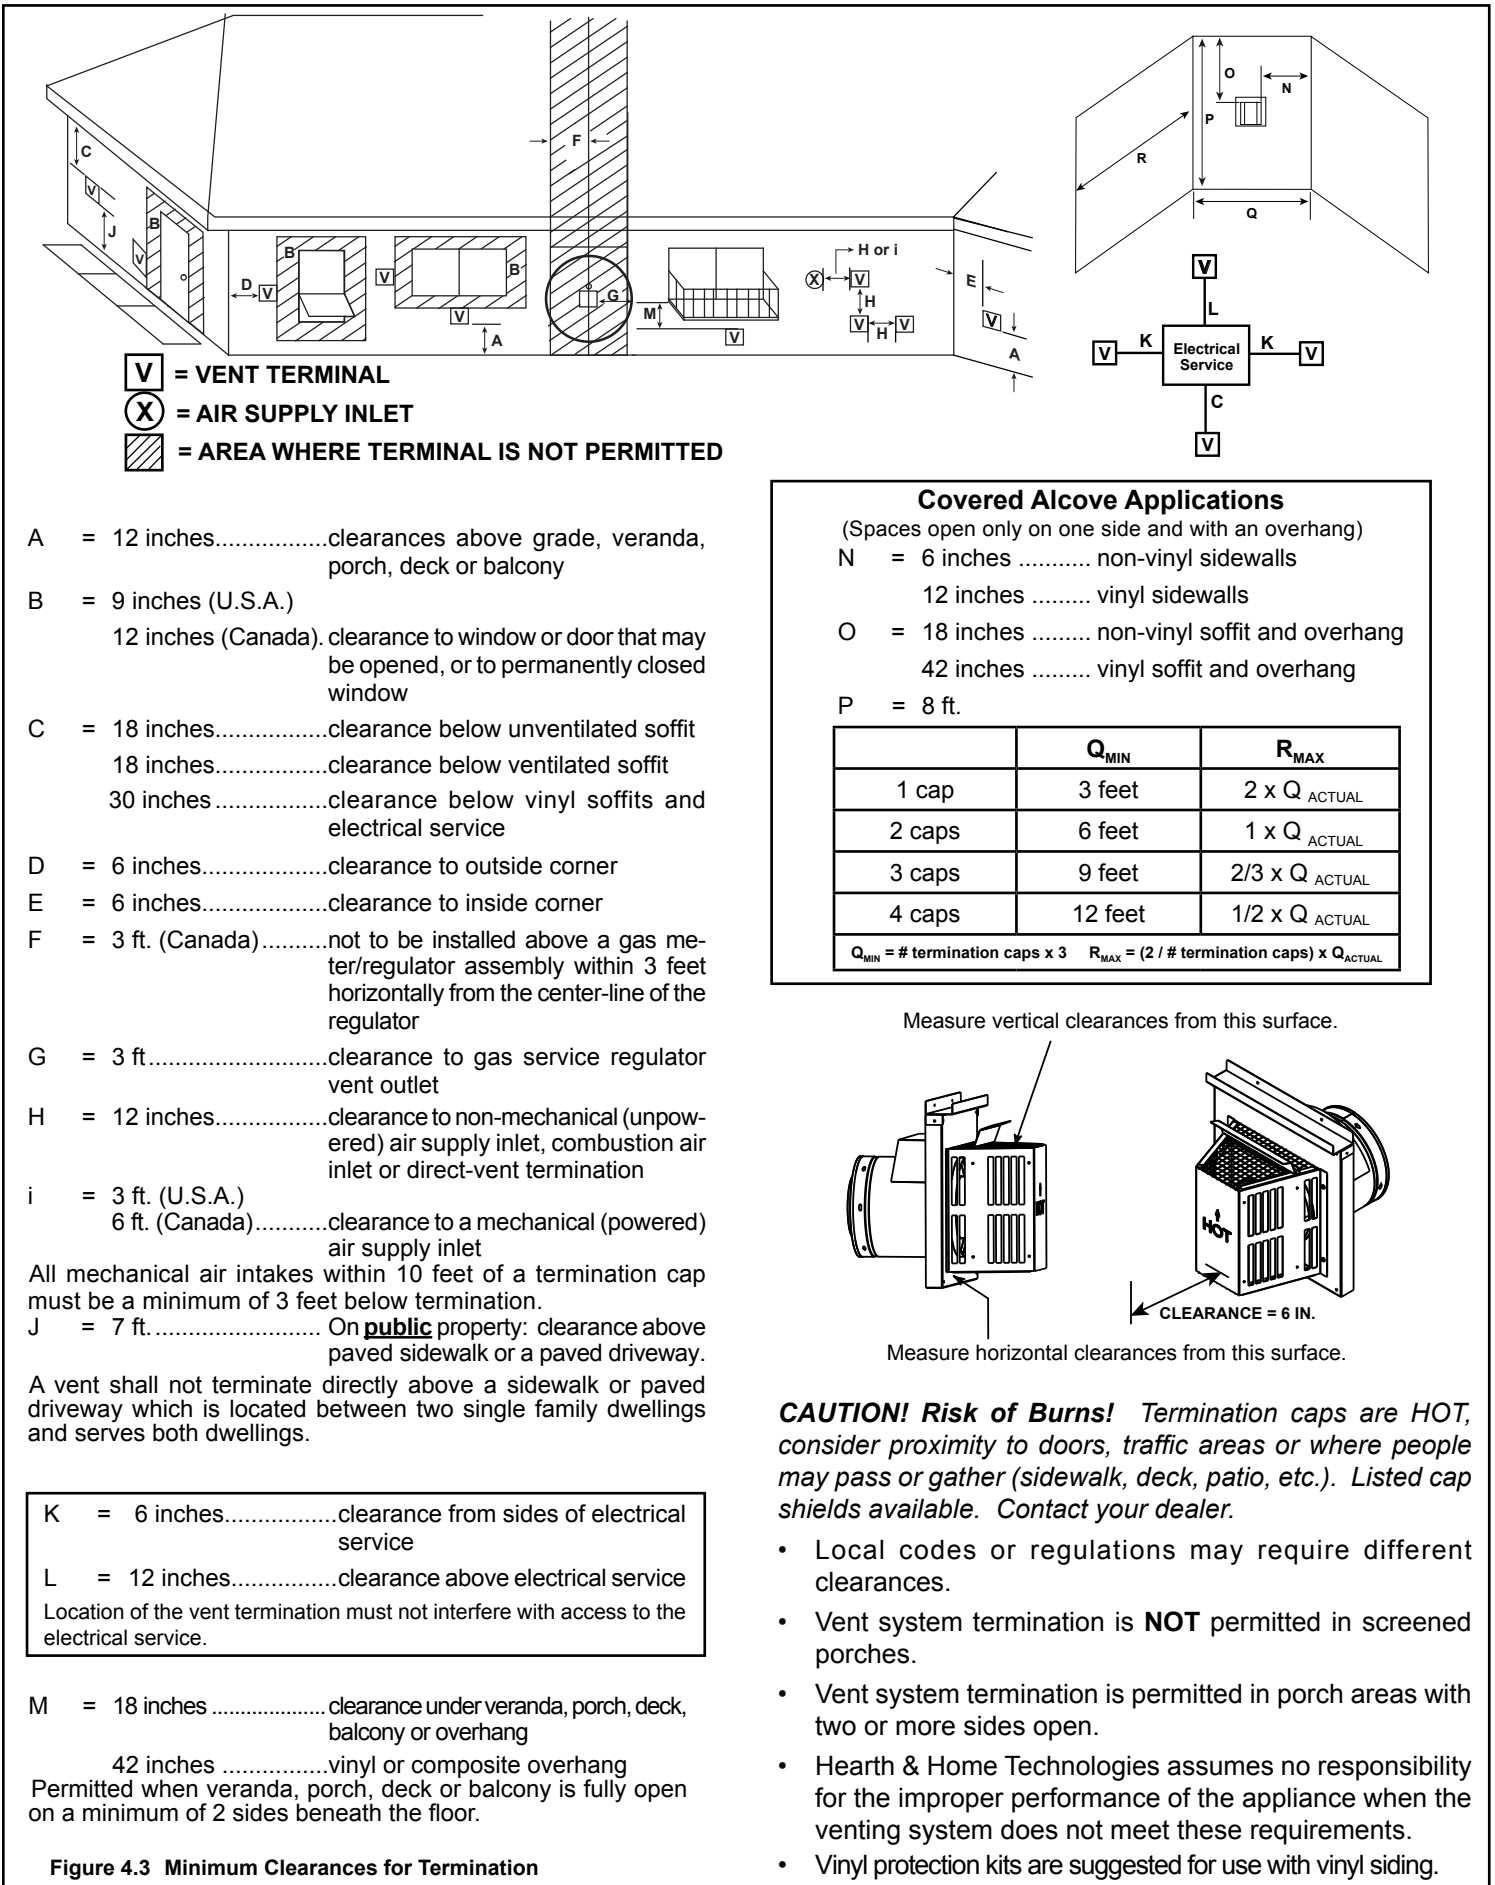 C
V
J
B
V
D
V
B
V
B
V
A
F
G
M
V
H or i
X
V
H
V
V
H
E
V
A
O
N
P
R
Q
V
L
V
K
Electrical
Service
K
V
C
V
V = VENT TERMINAL
X = AIR SUPPLY INLET
= AREA WHERE TERMINAL IS NOT PERMITTED
A = 12 inches.................clearances above grade, veranda,
porch, deck or balcony
B = 9 inches (U.S.A.)
12 inches (Canada). clearance to window or door that may
be opened, or to permanently closed
window
C = 18 inches.................clearance below unventilated soffit
18 inches.................clearance below ventilated soffit
30 inches .................clearance below vinyl soffits and
electrical service
D = 6 inches...................clearance to outside corner
E = 6 inches...................clearance to inside corner
F = 3 ft. (Canada)..........not to be installed above a gas me-
ter/regulator assembly within 3 feet
horizontally from the center-line of the
regulator
G = 3 ft...........................clearance to gas service regulator
vent outlet
H = 12 inches.................clearance to non-mechanical (unpow-
ered) air supply inlet, combustion air
inlet or direct-vent termination
i = 3 ft. (U.S.A.)
6 ft. (Canada)...........clearance to a mechanical (powered)
air supply inlet
All mechanical air intakes within 10 feet of a termination cap
must be a minimum of 3 feet below termination.
J = 7 ft. ......................... On public property: clearance above
paved sidewalk or a paved driveway.
A vent shall not terminate directly above a sidewalk or paved
driveway which is located between two single family dwellings
and serves both dwellings.
K = 6 inches.................clearance from sides of electrical
service
L = 12 inches................clearance above electrical service
Location of the vent termination must not interfere with access to the
electrical service.
M = 18 inches .....................clearance under veranda, porch, deck,
balcony or overhang
42 inches ................vinyl or composite overhang
Permitted when veranda, porch, deck or balcony is fully open
on a minimum of 2 sides beneath the floor.
Figure 4.3 Minimum Clearances for Termination
Covered Alcove Applications
(Spaces open only on one side and with an overhang)
N = 6 inches ........... non-vinyl sidewalls
12 inches ......... vinyl sidewalls
O = 18 inches ......... non-vinyl soffit and overhang
42 inches ......... vinyl soffit and overhang
P = 8 ft.
QMIN RMAX
1 cap 3 feet 2 x Q ACTUAL
2 caps 6 feet 1 x Q ACTUAL
3 caps 9 feet 2/3 x Q ACTUAL
4 caps 12 feet 1/2 x Q ACTUAL
QMIN = # termination caps x 3 RMAX = (2 / # termination caps) x QACTUAL
Measure vertical clearances from this surface.
HOT
HOT
CLEARANCE = 6 IN.
Measure horizontal clearances from this surface.
CAUTION! Risk of Burns! Termination caps are HOT,
consider proximity to doors, traffic areas or where people
may pass or gather (sidewalk, deck, patio, etc.). Listed cap
shields available. Contact your dealer.
• Local codes or regulations may require different
clearances.
• Vent system termination is NOT permitted in screened
porches.
• Vent system termination is permitted in porch areas with
two or more sides open.
• Hearth & Home Technologies assumes no responsibility
for the improper performance of the appliance when the
venting system does not meet these requirements.
• Vinyl protection kits are suggested for use with vinyl siding.